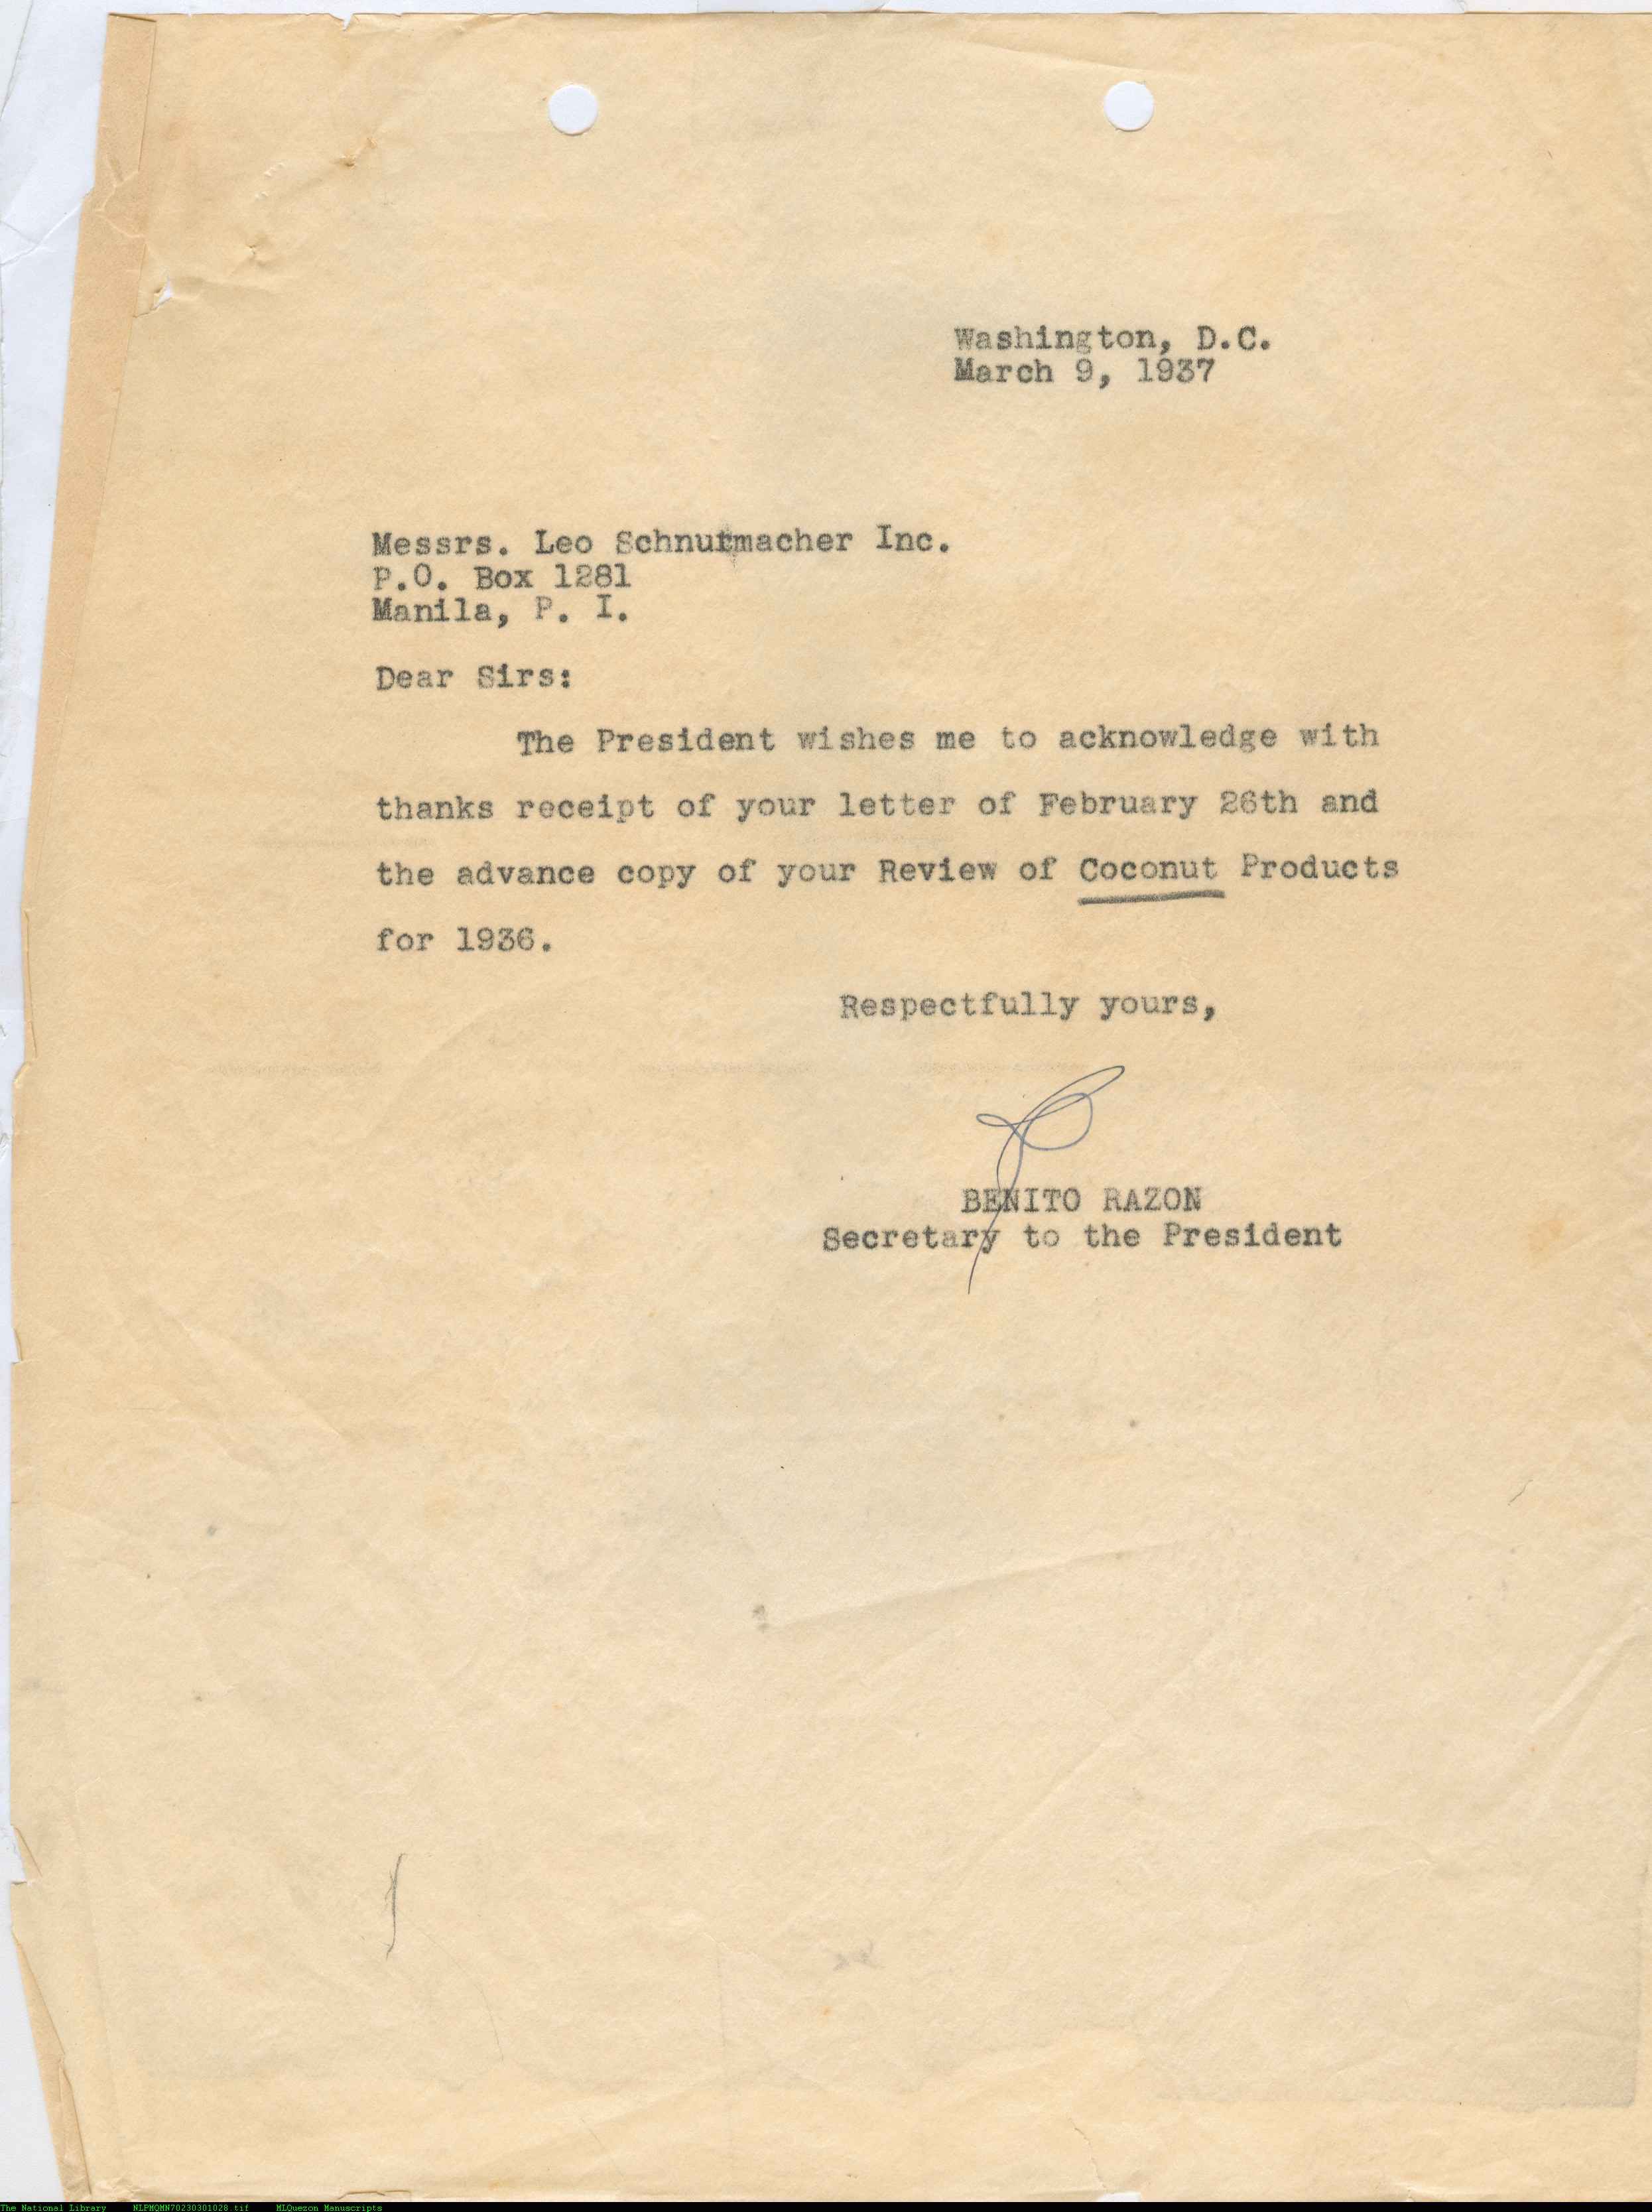 Washington, D.C.
March 9, 1937
Messrs. Leo Schnurmacher Inc.
P.O. Box 1281
Manila, P. I.
Dear Sirs:
The President wishes me to acknowledge with
thanks receipt of your letter of February 26th and
the advance copy of your Review of Coconut Products
for 1936.
Respectfully yours,
BENITO RAZON
Secretary to the President
The National Library NLPMQMN70230301028.tif MLQuezon Manuscripts